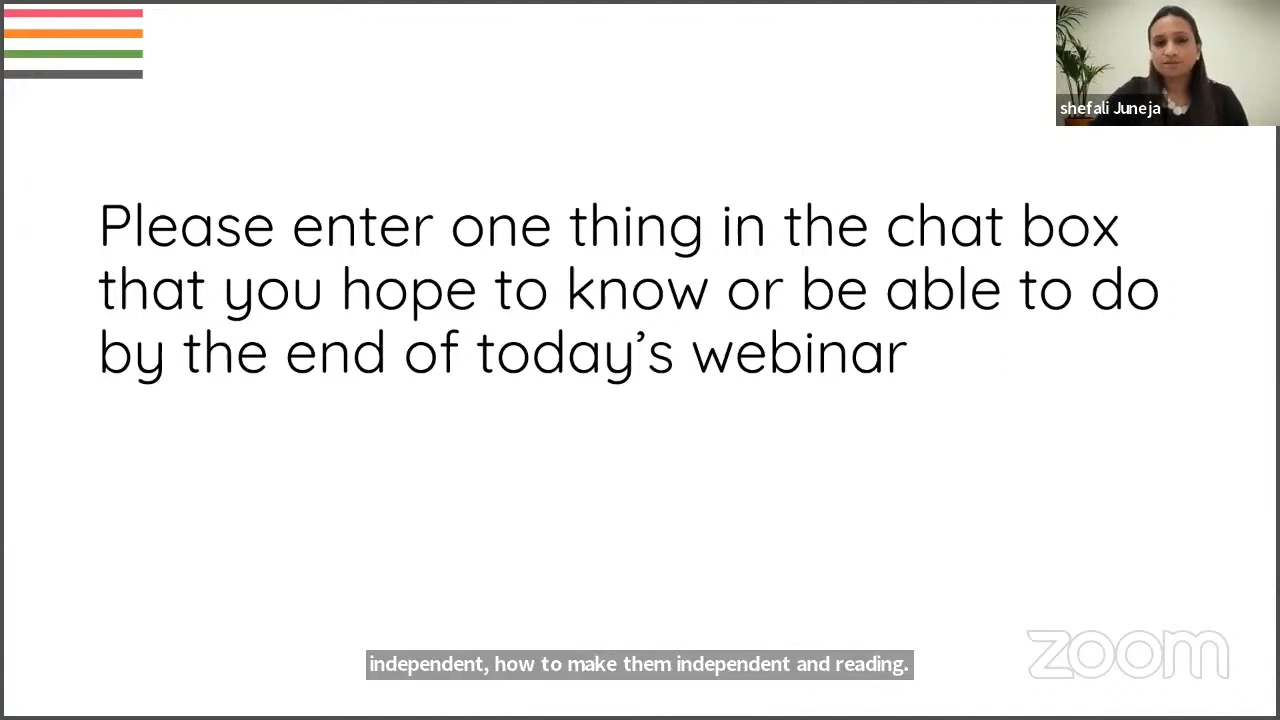 shefali Juneja
Please enter one thing in the chat box
that you hope to know or be able to do
by the end of today’s webinar
independent, how to make them independent and reading.
zoom